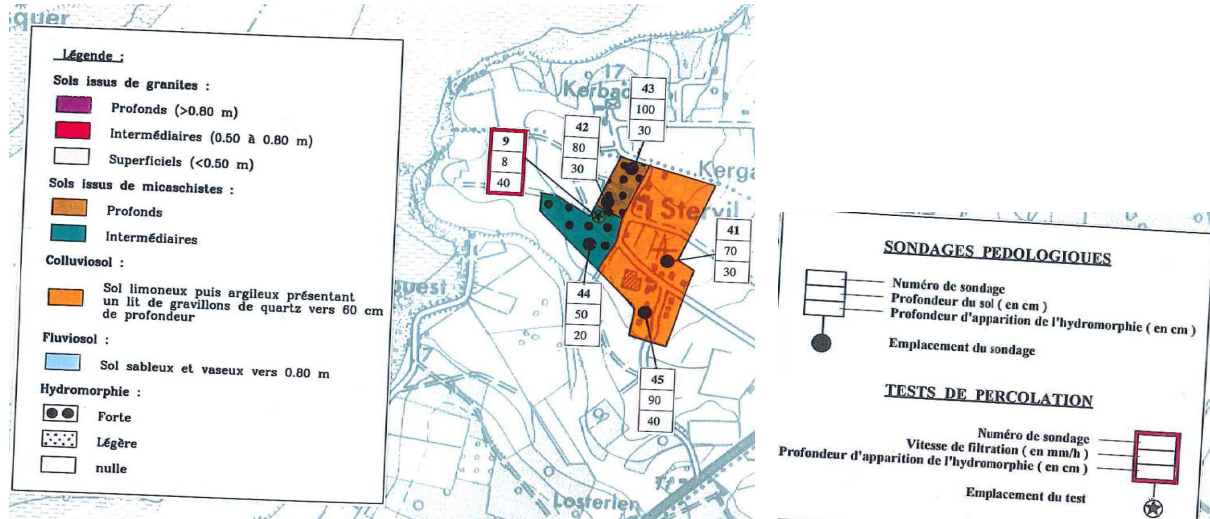 quer
Légende :
Sols issus de granites :
Profonds (>0.80 m)
Intermédiaires (0.50 à 0.80 m)
Superficiels (<0.50 m)
Sols issus de micaschistes :
Profonds
Intermédiaires
Colluviosol :
Sol limoneux puis argileux présentant
un lit de gravillons de quartz vers 60 cm
de profondeur
Fluviosol :
Sol sableux et vaseux vers 0.80 m
Hydromorphie :
Forte
Légère
nulle
17
Kerbac
43
100
30
42
80
30
9
8
40
Kerga
Stervil
41
70
30
ouest
44
50
20
7
45
90
40
Losterlen
SONDAGES PEDOLOGIQUES
Numéro de sondage
Profondeur du sol ( en cm )
Profondeur d'apparition de l'hydromorphie ( en cm )
Emplacement du sondage
TESTS DE PERCOLATION
Numéro de sondage
Vitesse de filtration ( en mm/h )
Profondeur d'apparition de l'hydromorphie ( en cm )
Emplacement du test